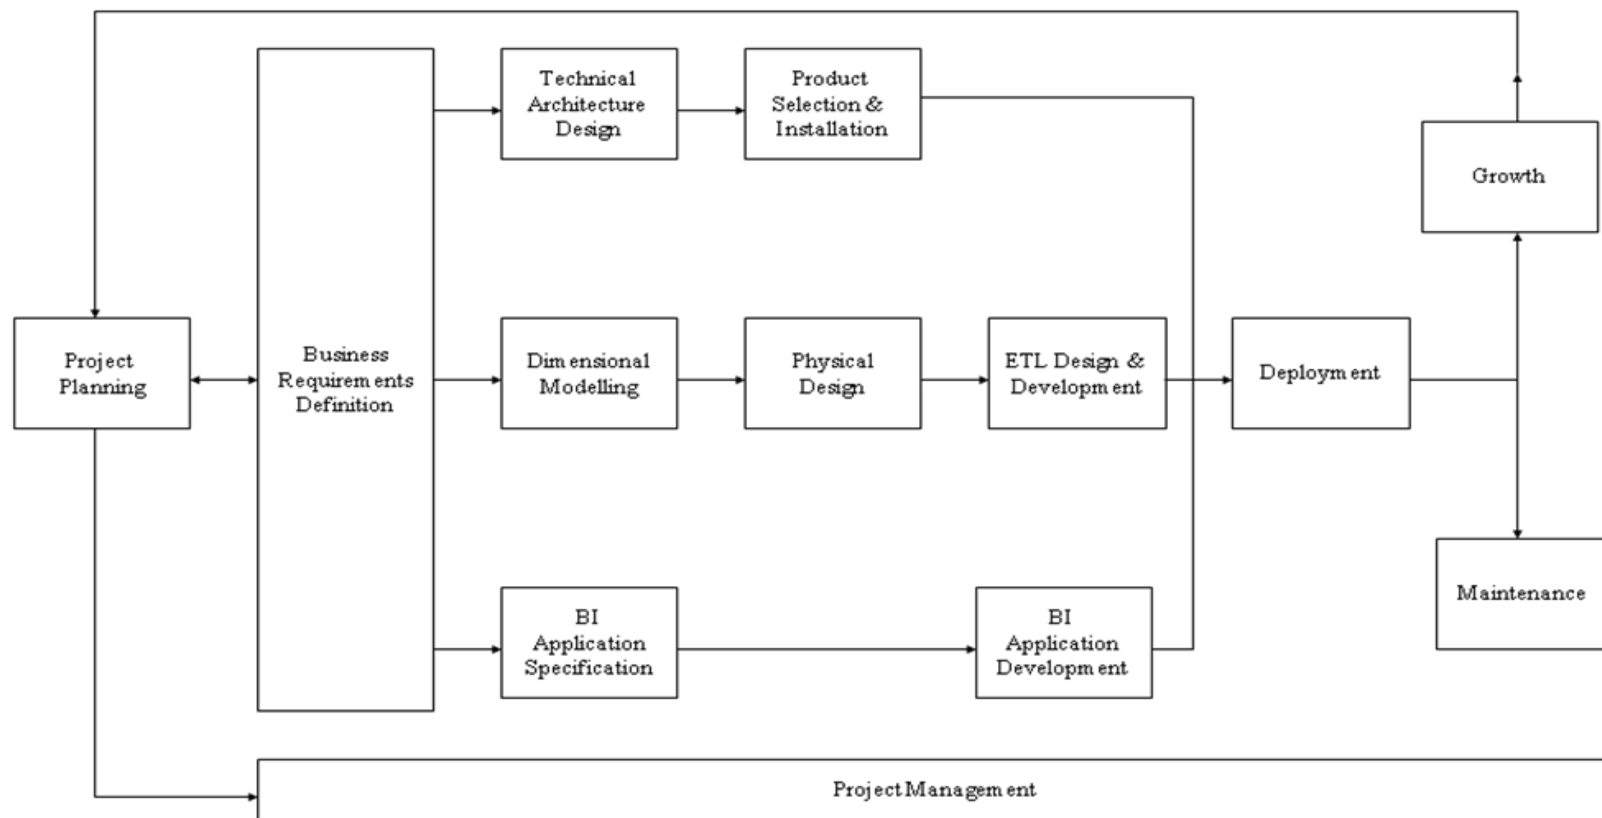 Technical
Architecture
Design
Product
Selection &
Installation
Growth
Project
Planning
Business
Requirements
Definition
Dimensional
Modelling
Physical
Design
ETL Design &
Development
Deployment
BI
Application
Specification
BI
Application
Development
Maintenance
Project Management